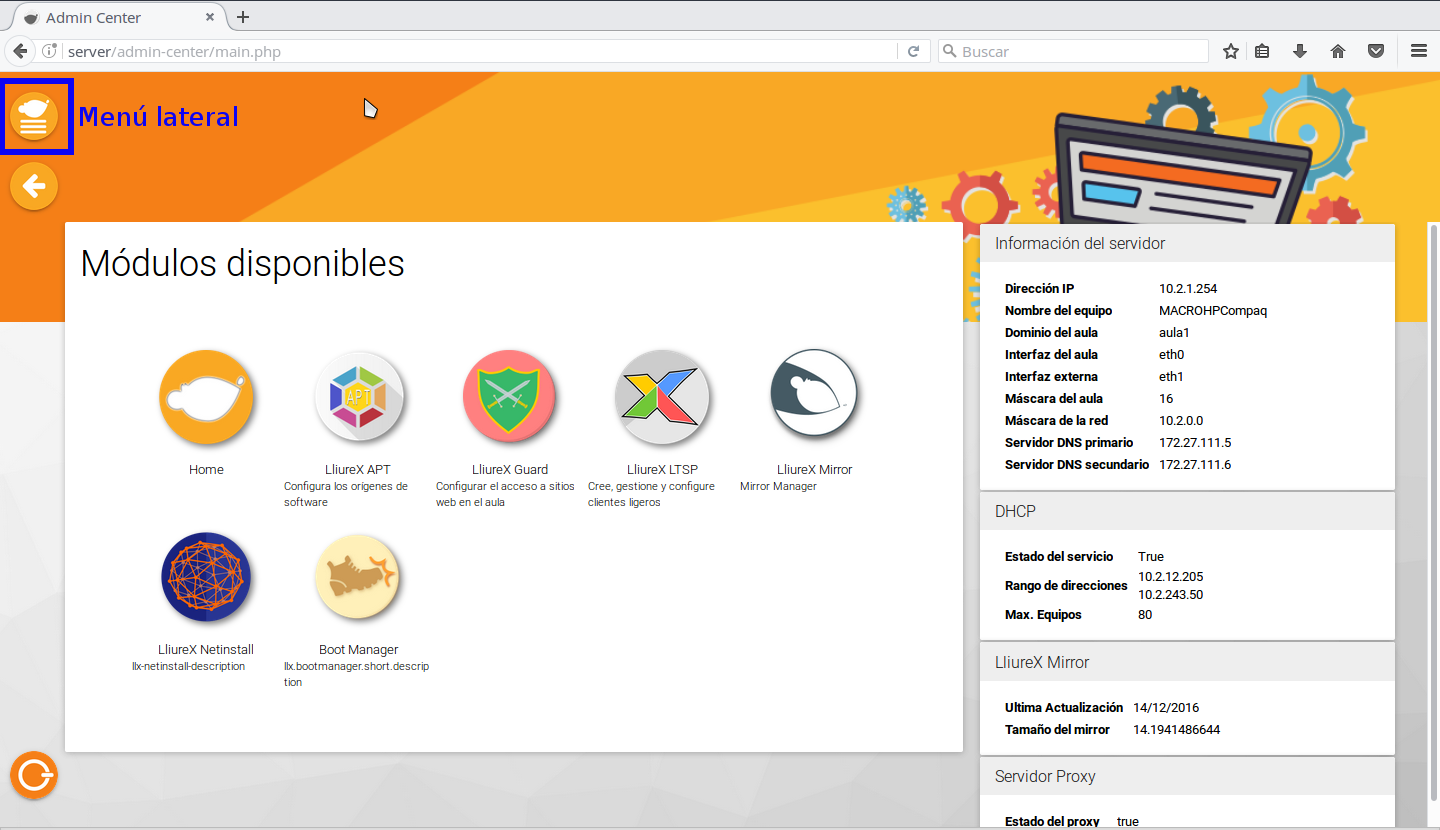 Admin Center
server/admin-center/main.php
Buscar
Menú lateral
Módulos disponibles
Home
LliureX APT
Configura los orígenes de
software
LliureX Guard
Configurar el acceso a sitios
web en el aula
LliureX LTSP
Cree, gestione y configure
clientes ligeros
LliureX Mirror
Mirror Manager
LliureX Netinstall
llx-netinstall-description
Boot Manager
llx.bootmanager.short.descrip
tion
Información del servidor
Dirección IP 10.2.1.254
Nombre del equipo MACROHPCompaq
Dominio del aula aula1
Interfaz del aula eth0
Interfaz externa eth1
Máscara del aula 16
Máscara de la red 10.2.0.0
Servidor DNS primario 172.27.111.5
Servidor DNS secundario 172.27.111.6
DHCP
Estado del servicio True
Rango de direcciones 10.2.12.205
10.2.243.50
Max. Equipos 80
LliureX Mirror
Ultima Actualización 14/12/2016
Tamaño del mirror 14.1941486644
Servidor Proxy
Estado del proxy true
APT